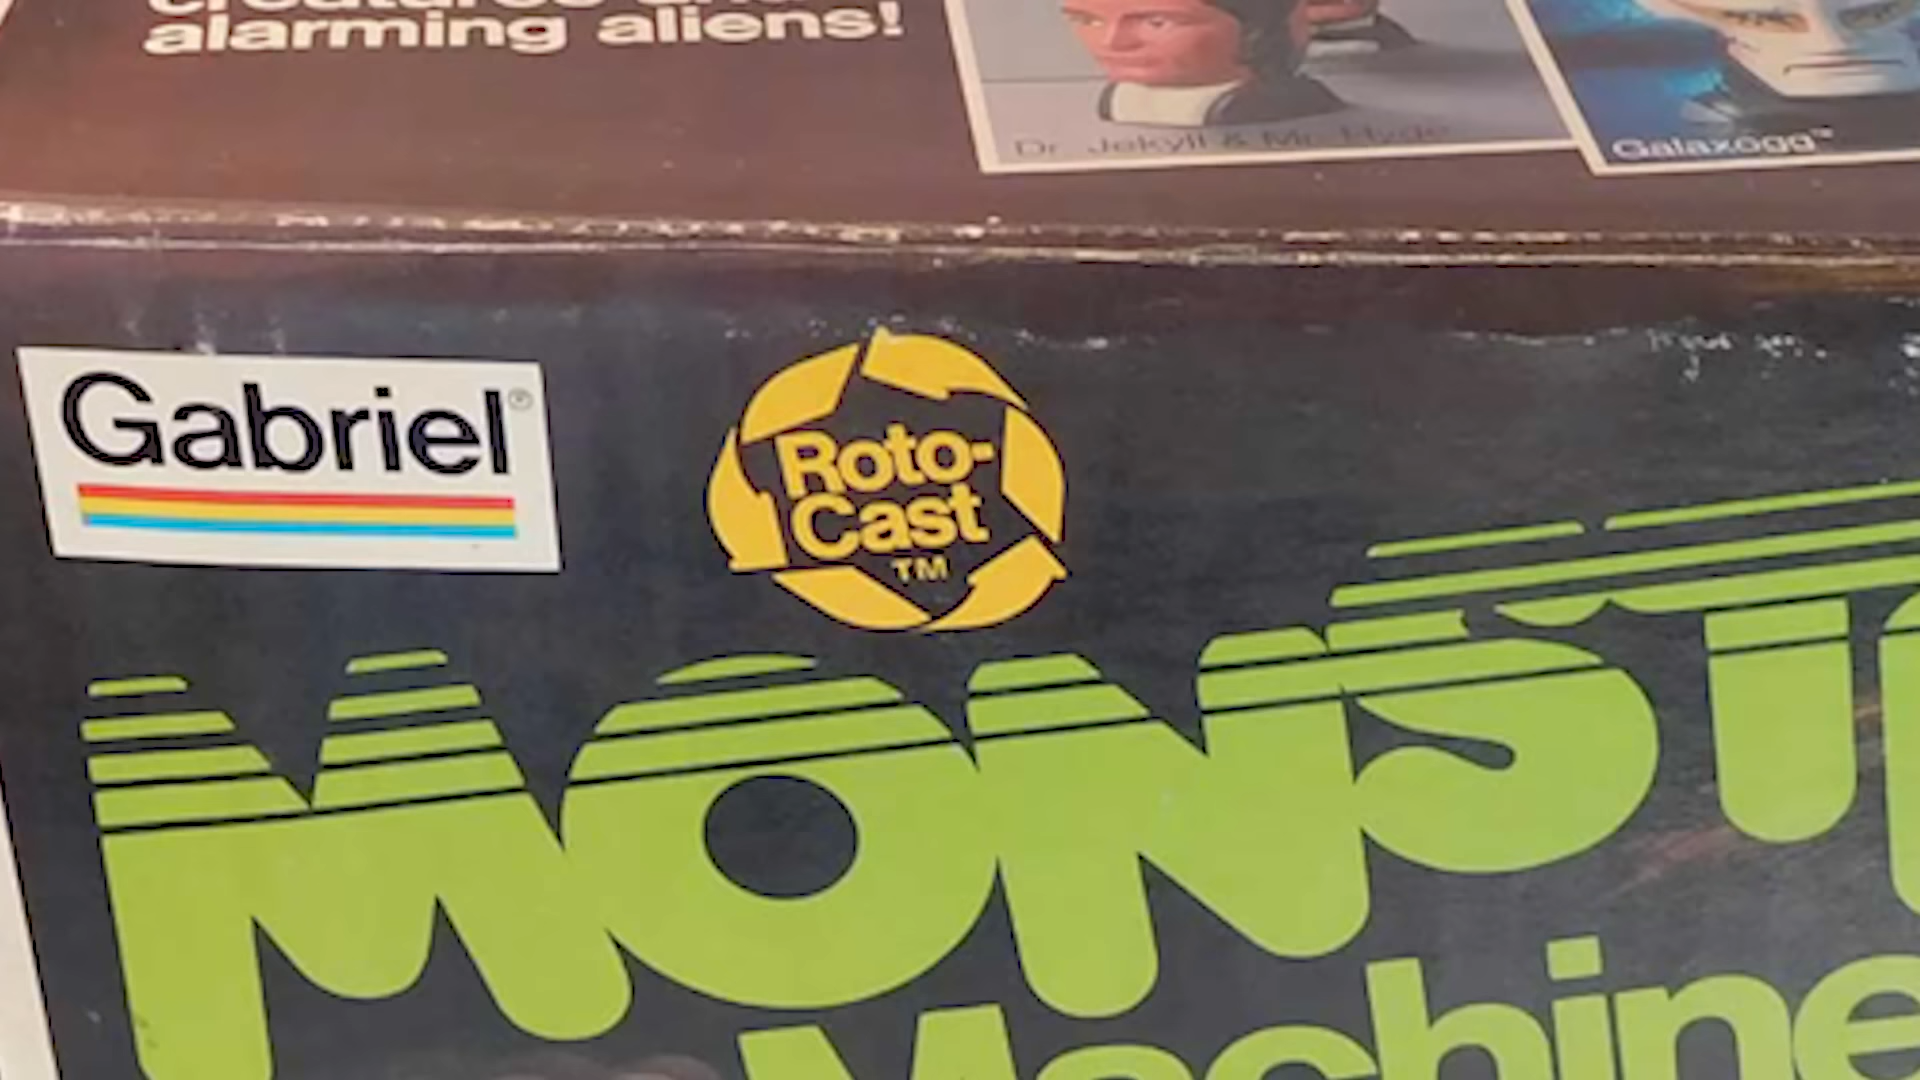 alarming aliens!
Dr. Jekyll & Mr. Hyde
Galaxogg™
Gabriel®
Roto-
Cast
TM
Machine